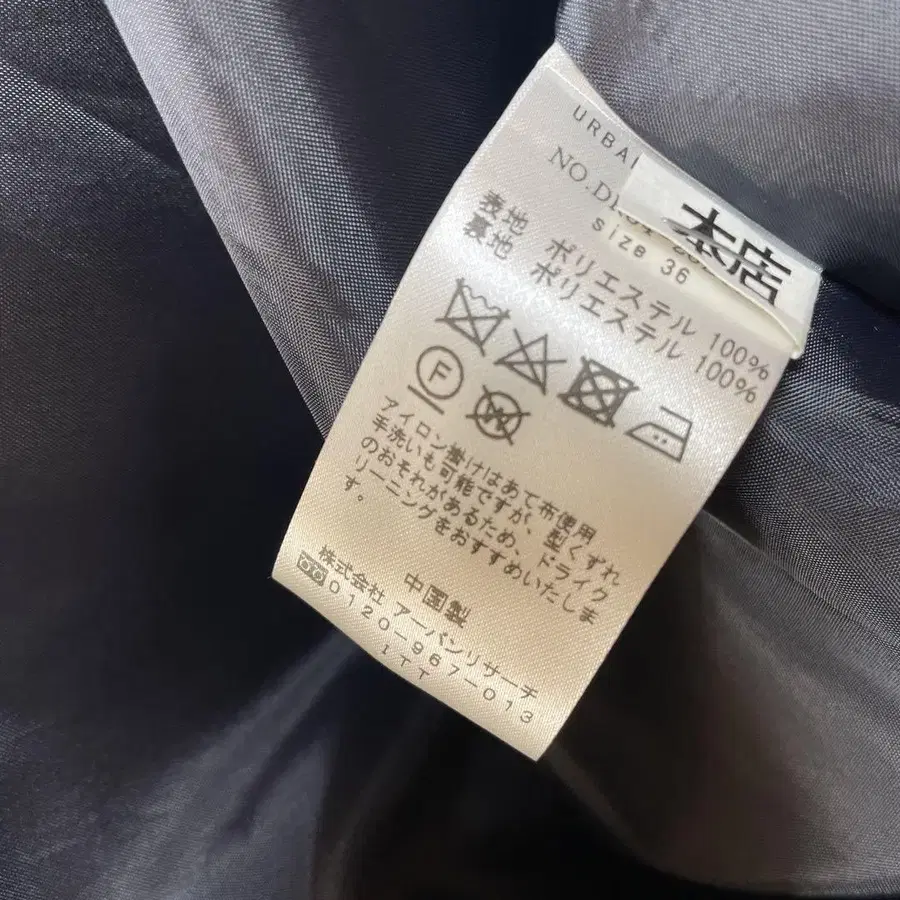 URBA
本店
size 36
表地 ポリエステル 100%
裏地 ポリエステル 100%
F
W
アイロン掛けはあて布使用
手洗いも可能ですが、型くずれ
のおそれがあるため、ドライク
リーニングをおすすめいたしま
す。
中国製
株式会社 アーバンリサーチ
0120-967-013
ITT